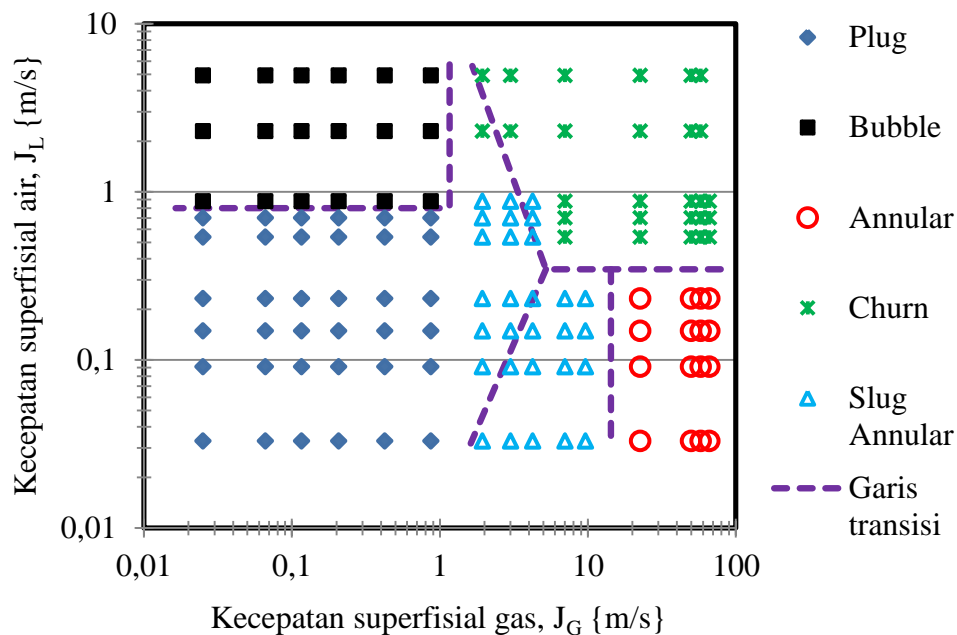 10
1
0,1
0,01
Kecepatan superfisial air, J_L {m/s}
0,01
0,1
1
10
100
Kecepatan superfisial gas, J_G {m/s}
Plug
Bubble
Annular
Churn
Slug
Annular
Garis
transisi